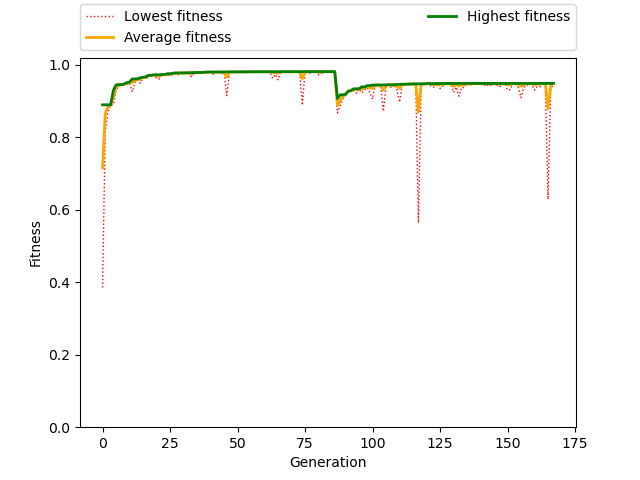 Lowest fitness
Average fitness
Highest fitness
1.0
0.8
0.6
0.4
0.2
0.0
Fitness
0 25 50 75 100 125 150 175
Generation